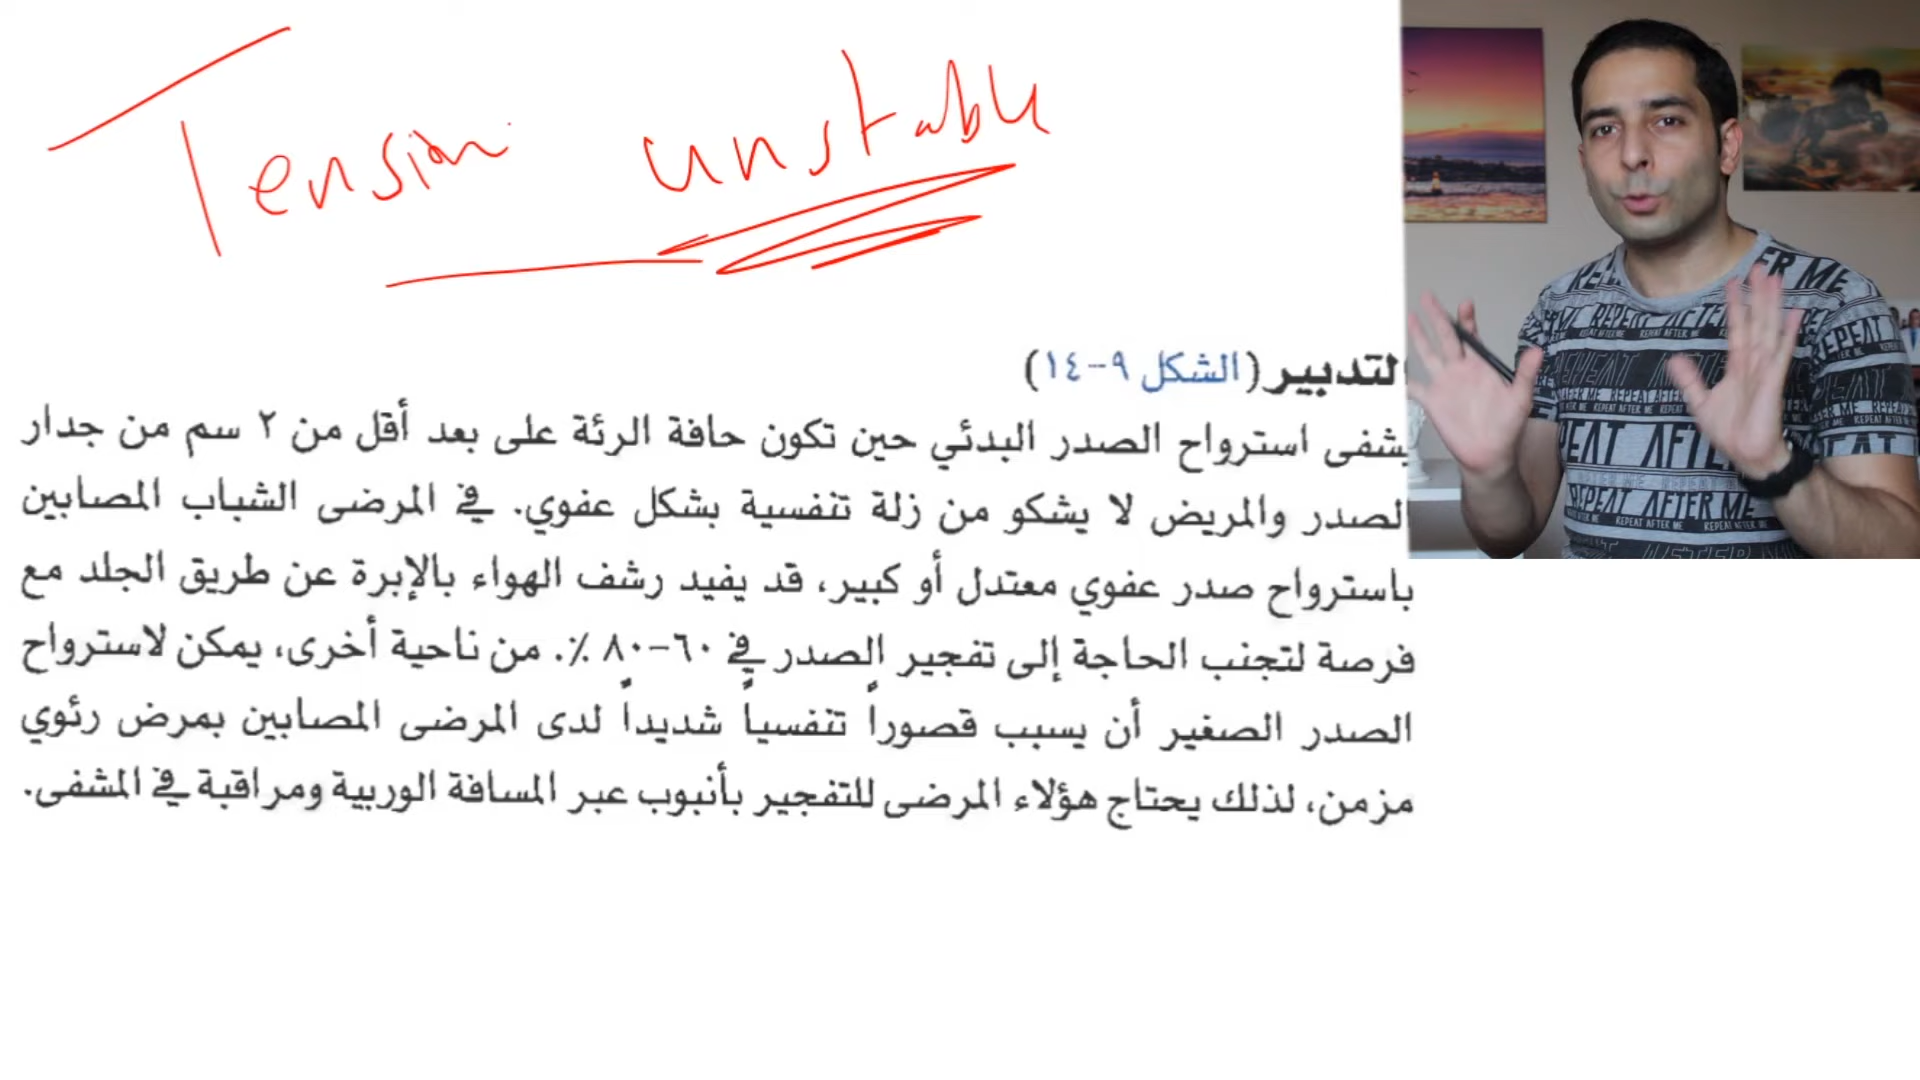 Tension unstable
التدبير (الشكل ٩-١٤)
يشفى استرواح الصدر البدئي حين تكون حافة الرئة على بعد أقل من ٢ سم من جدار
الصدر والمريض لا يشكو من زلة تنفسية بشكل عفوي. في المرضى الشباب المصابين
باسترواح صدر عفوي معتدل أو كبير، قد يفيد رشف الهواء بالإبرة عن طريق الجلد مع
فرصة لتجنب الحاجة إلى تفجير الصدر في ٦٠-٨٠ ٪. من ناحية أخرى، يمكن لاسترواح
الصدر الصغير أن يسبب قصوراً تنفسياً شديداً لدى المرضى المصابين بمرض رئوي
مزمن، لذلك يحتاج هؤلاء المرضى للتفجير بأنبوب عبر المسافة الوربية ومراقبة في المشفى.
REPEAT AFTER ME